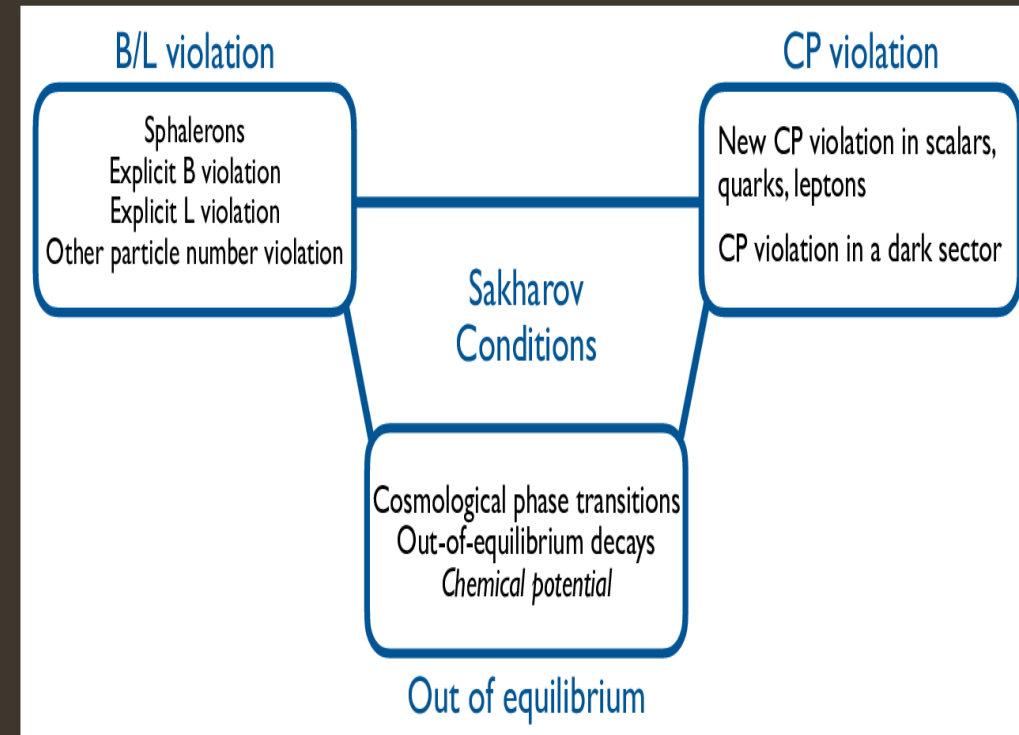 B/L violation
Sphalerons
Explicit B violation
Explicit L violation
Other particle number violation
CP violation
New CP violation in scalars,
quarks, leptons
CP violation in a dark sector
Sakharov
Conditions
Cosmological phase transitions
Out-of-equilibrium decays
Chemical potential
Out of equilibrium